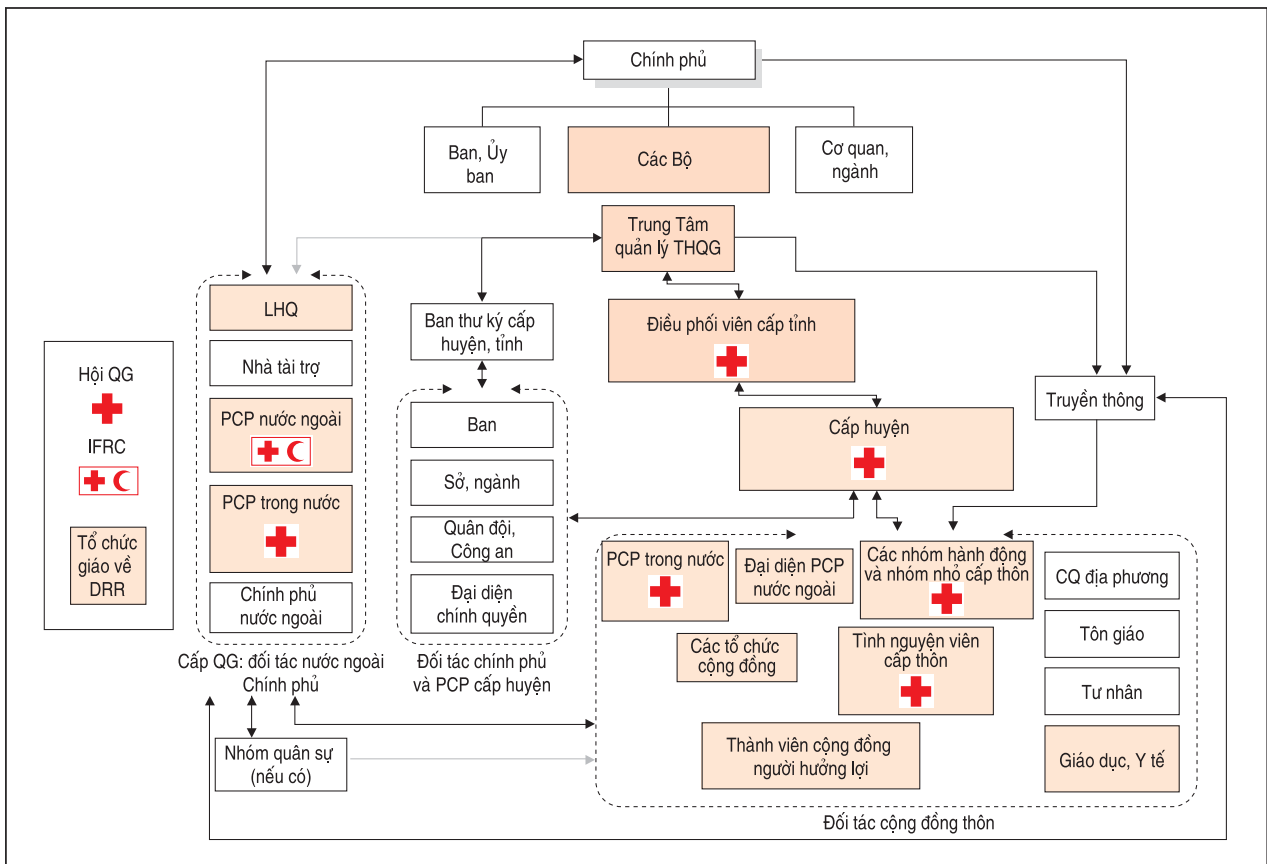 Chính phủ
Ban, Ủy
ban
Các Bộ
Cơ quan,
ngành
Trung Tâm
quản lý THQG
LHQ
Nhà tài trợ
PCP nước ngoài
PCP trong nước
Chính phủ
nước ngoài
Cấp QG: đối tác nước ngoài
Chính phủ
Nhóm quân sự
(nếu có)
Hội QG
IFRC
Tổ chức
giáo về
DRR
Ban thư ký cấp
huyện, tỉnh
Ban
Sở, ngành
Quân đội,
Công an
Đại diện
chính quyền
Đối tác chính phủ
và PCP cấp huyện
Điều phối viên cấp tỉnh
Cấp huyện
Truyền thông
PCP trong nước
Đại diện PCP
nước ngoài
Các nhóm hành động
và nhóm nhỏ cấp thôn
CQ địa phương
Các tổ chức
cộng đồng
Tình nguyện viên
cấp thôn
Tôn giáo
Tư nhân
Thành viên cộng đồng
người hưởng lợi
Giáo dục, Y tế
Đối tác cộng đồng thôn